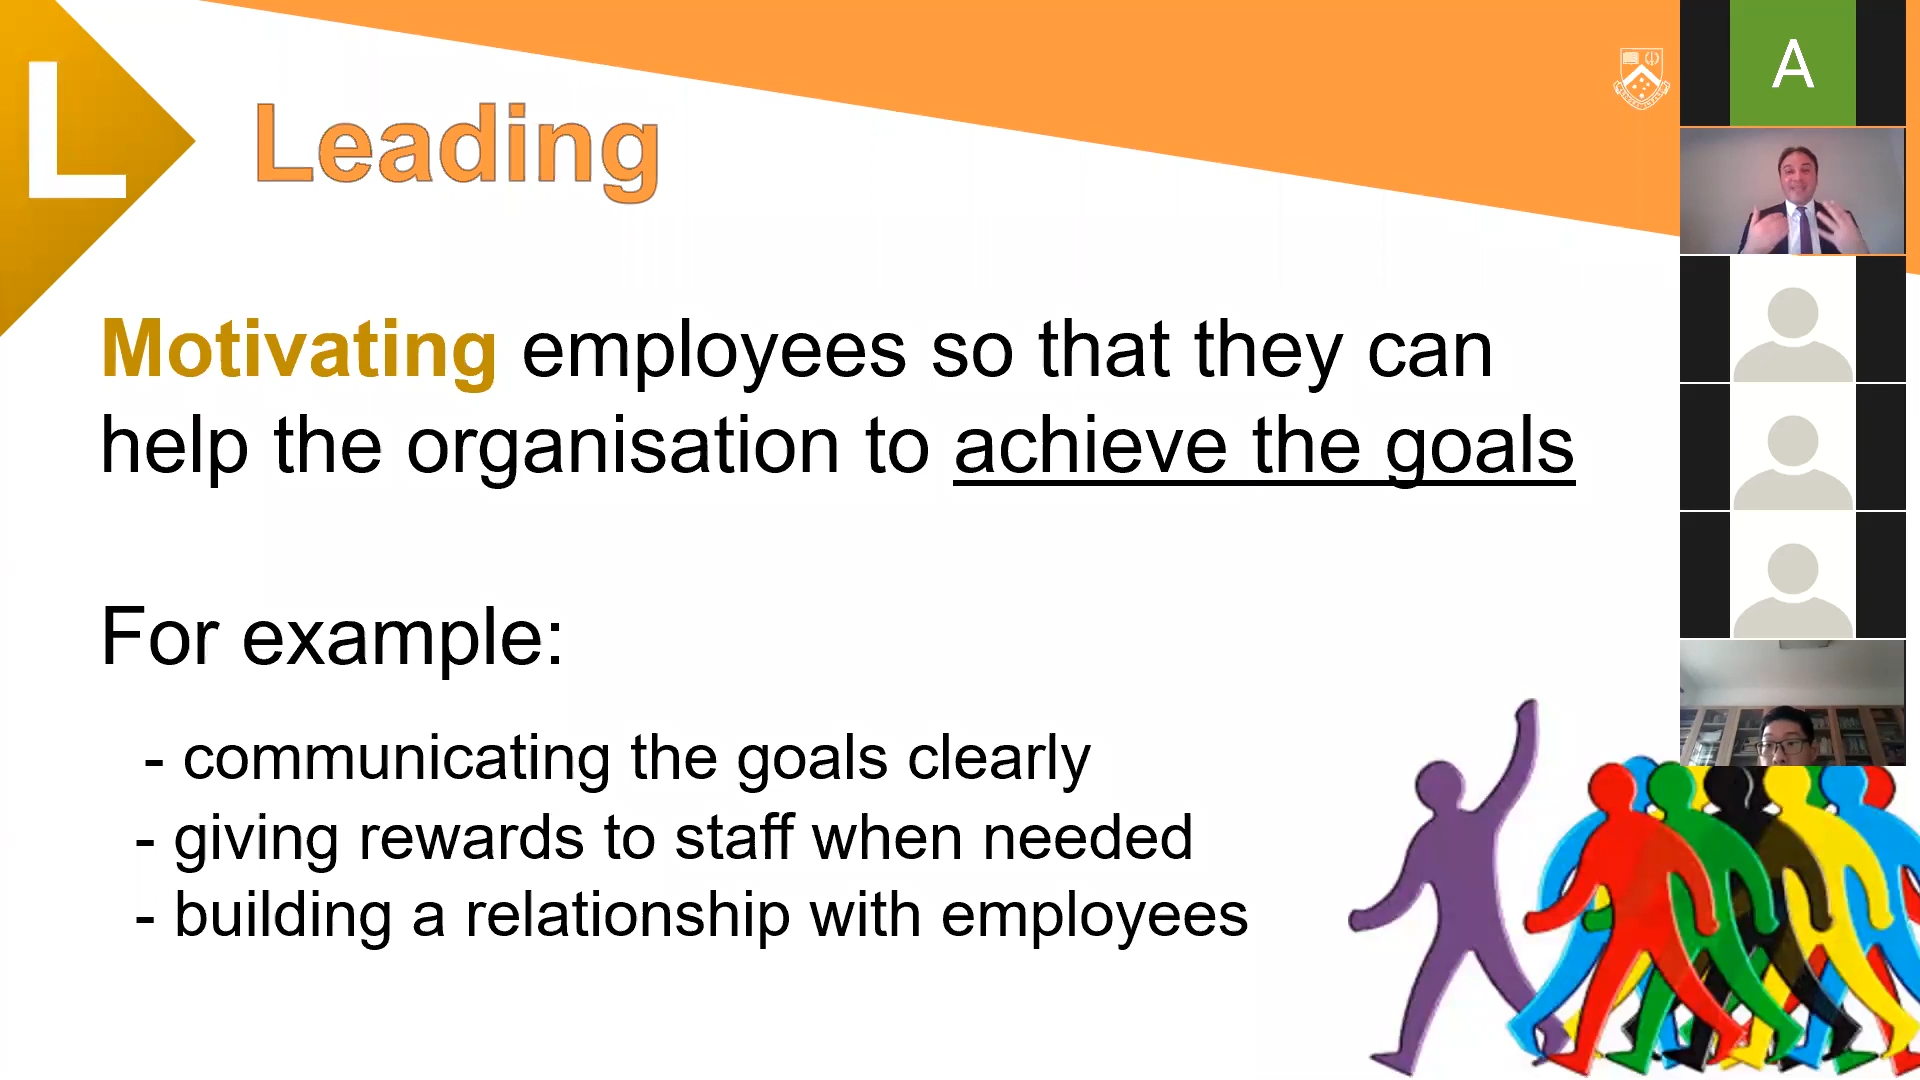 L
Leading
A
Motivating employees so that they can
help the organisation to achieve the goals
For example:
- communicating the goals clearly
- giving rewards to staff when needed
- building a relationship with employees